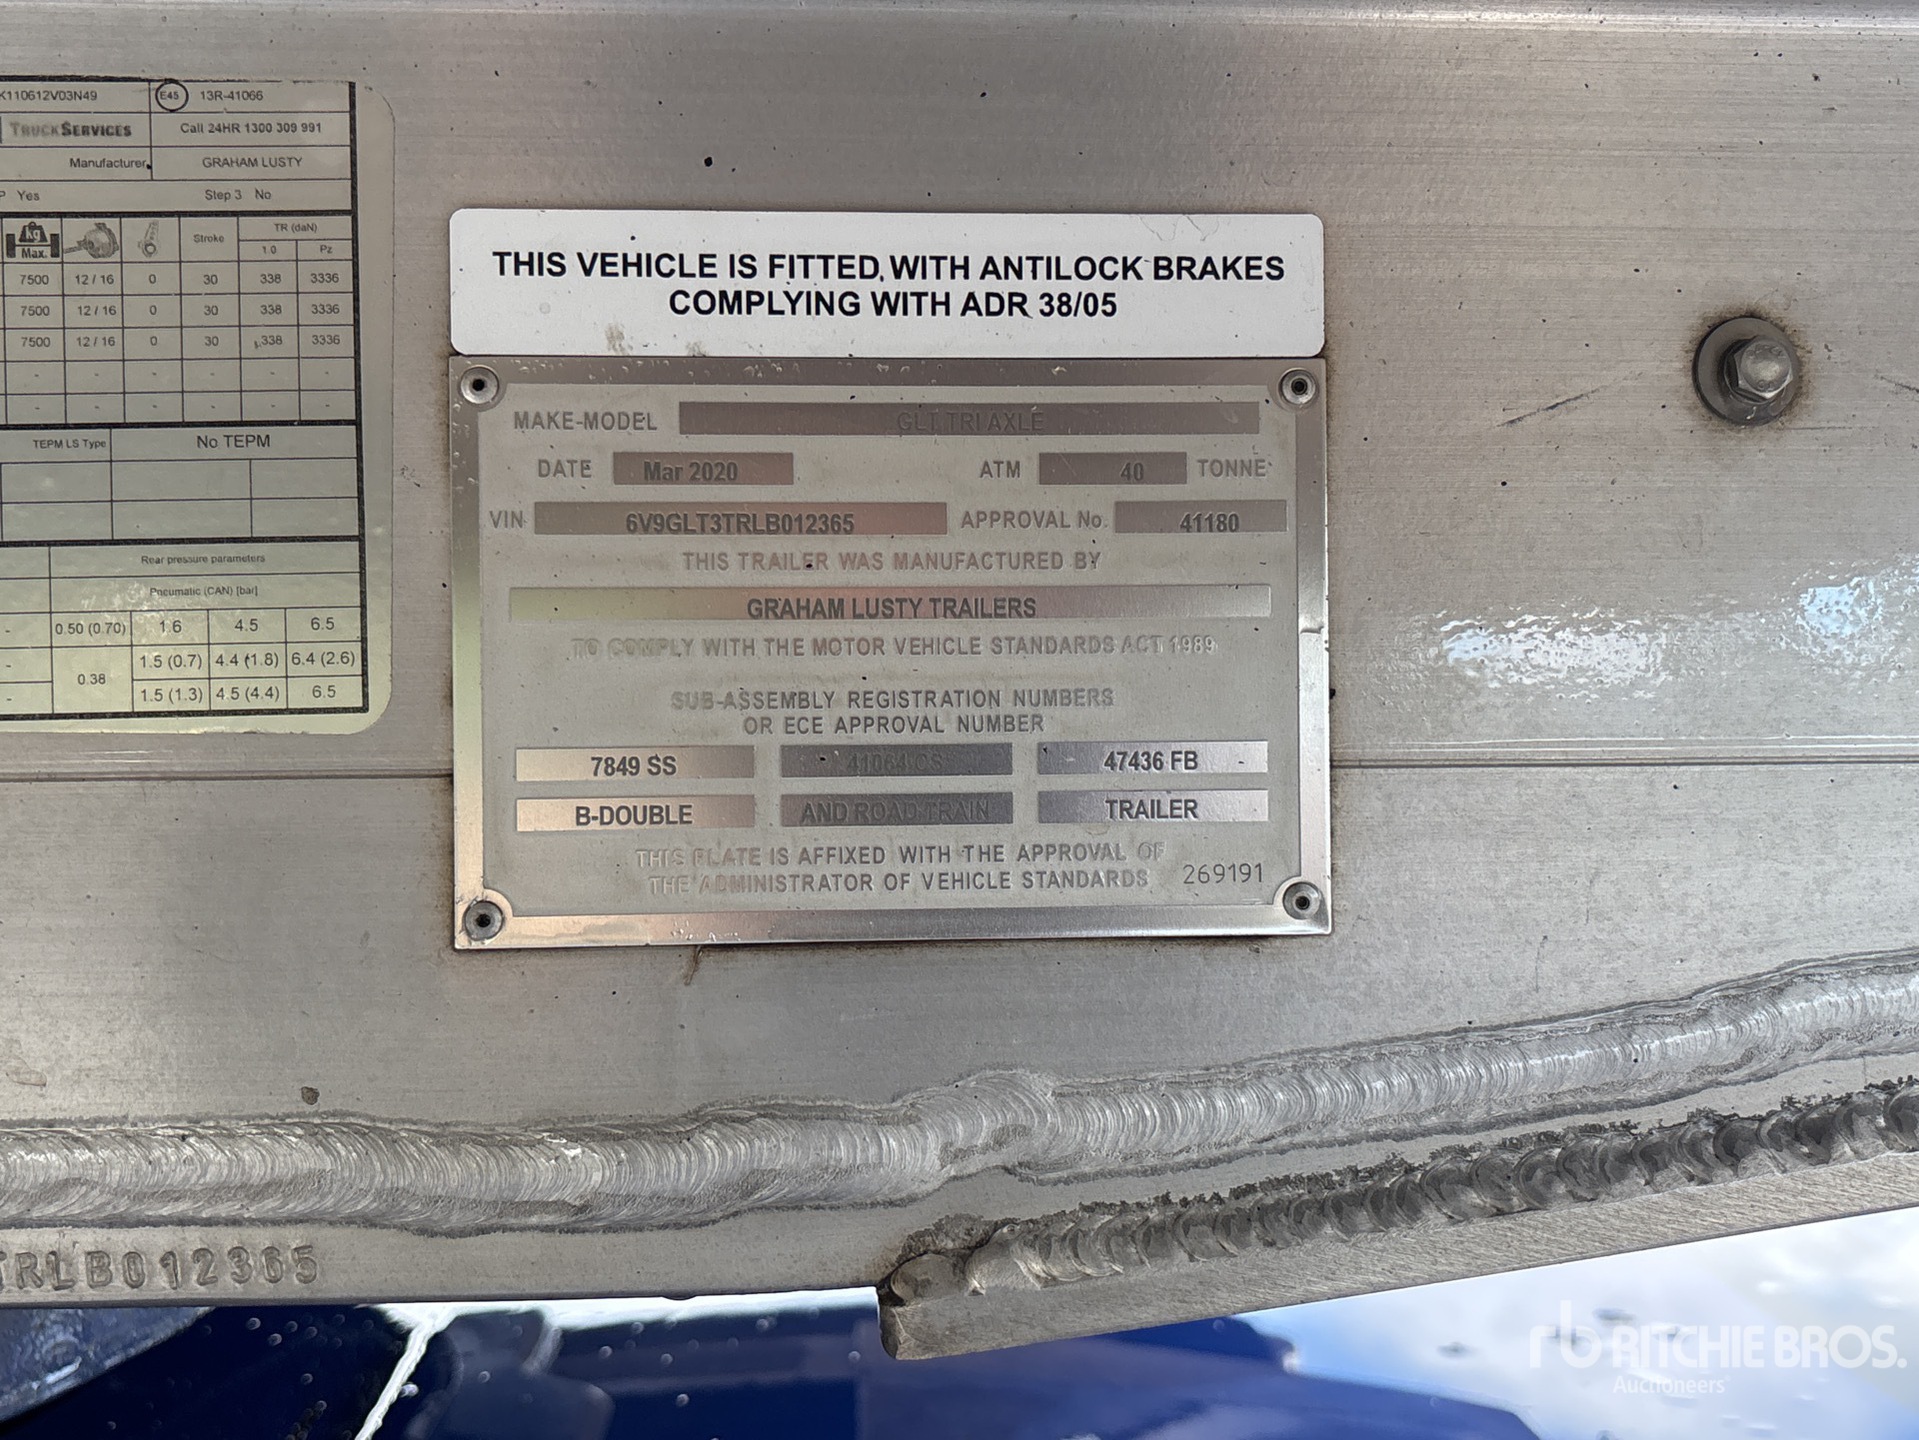 K110612V03N49 E45 13R-41066
TRUCKSERVICES Call 24HR 1300 309 991
Manufacturer GRAHAM LUSTY
P Yes Step 3 No
kg Max. Stroke TR (daN)
1.0 Pz
7500 12 / 16 0 30 338 3336
7500 12 / 16 0 30 338 3336
7500 12 / 16 0 30 338 3336
- - - - - -
- - - - - -
TEPM LS Type No TEPM
Rear pressure parameters
Pneumatic (CAN) [bar]
- 0.50 (0.70) 1.6 4.5 6.5
- 0.38 1.5 (0.7) 4.4 (1.8) 6.4 (2.6)
- 1.5 (1.3) 4.5 (4.4) 6.5
THIS VEHICLE IS FITTED WITH ANTILOCK BRAKES
COMPLYING WITH ADR 38/05
MAKE-MODEL GLT TRI AXLE
DATE Mar 2020 ATM 40 TONNE
VIN 6V9GLT3TRLB012365 APPROVAL No. 41180
THIS TRAILER WAS MANUFACTURED BY
GRAHAM LUSTY TRAILERS
TO COMPLY WITH THE MOTOR VEHICLE STANDARDS ACT 1989
SUB-ASSEMBLY REGISTRATION NUMBERS
OR ECE APPROVAL NUMBER
7849 SS 41064 CS 47436 FB
B-DOUBLE AND ROAD TRAIN TRAILER
THIS PLATE IS AFFIXED WITH THE APPROVAL OF
THE ADMINISTRATOR OF VEHICLE STANDARDS 269191
TRLB012365
rb RITCHIE BROS.
Auctioneers